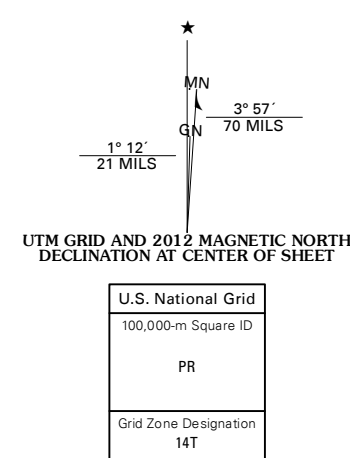 ★
MN
3° 57´
70 MILS
GN
1° 12´
21 MILS
UTM GRID AND 2012 MAGNETIC NORTH
DECLINATION AT CENTER OF SHEET
U.S. National Grid
100,000-m Square ID
PR
Grid Zone Designation
14T